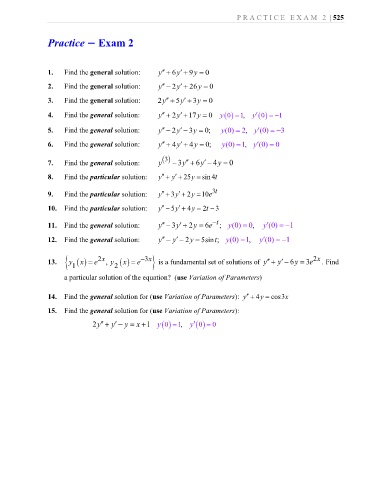 PRACTICE EXAM 2 | 525
Practice – Exam 2
1. Find the general solution: y″ + 6y′ + 9y = 0
2. Find the general solution: y″ − 2y′ + 26y = 0
3. Find the general solution: 2y″ + 5y′ + 3y = 0
4. Find the general solution: y″ + 2y′ + 17y = 0 y(0) = 1, y′(0) = −1
5. Find the general solution: y″ − 2y′ − 3y = 0; y(0) = 2, y′(0) = −3
6. Find the general solution: y″ + 4y′ + 4y = 0; y(0) = 1, y′(0) = 0
7. Find the general solution: y^(3) − 3y″ + 6y′ − 4y = 0
8. Find the particular solution: y″ + y′ + 25y = sin 4t
9. Find the particular solution: y″ + 3y′ + 2y = 10e^3t
10. Find the particular solution: y″ − 5y′ + 4y = 2t − 3
11. Find the general solution: y″ − 3y′ + 2y = 6e^−t; y(0) = 0, y′(0) = −1
12. Find the general solution: y″ − y′ − 2y = 5sin t; y(0) = 1, y′(0) = −1
13. {y₁(x) = e^2x, y₂(x) = e^−3x} is a fundamental set of solutions of y″ + y′ − 6y = 3e^2x. Find
a particular solution of the equation? (use Variation of Parameters)
14. Find the general solution for (use Variation of Parameters): y″ + 4y = cos 3x
15. Find the general solution for (use Variation of Parameters):
2y″ + y′ − y = x + 1 y(0) = 1, y′(0) = 0